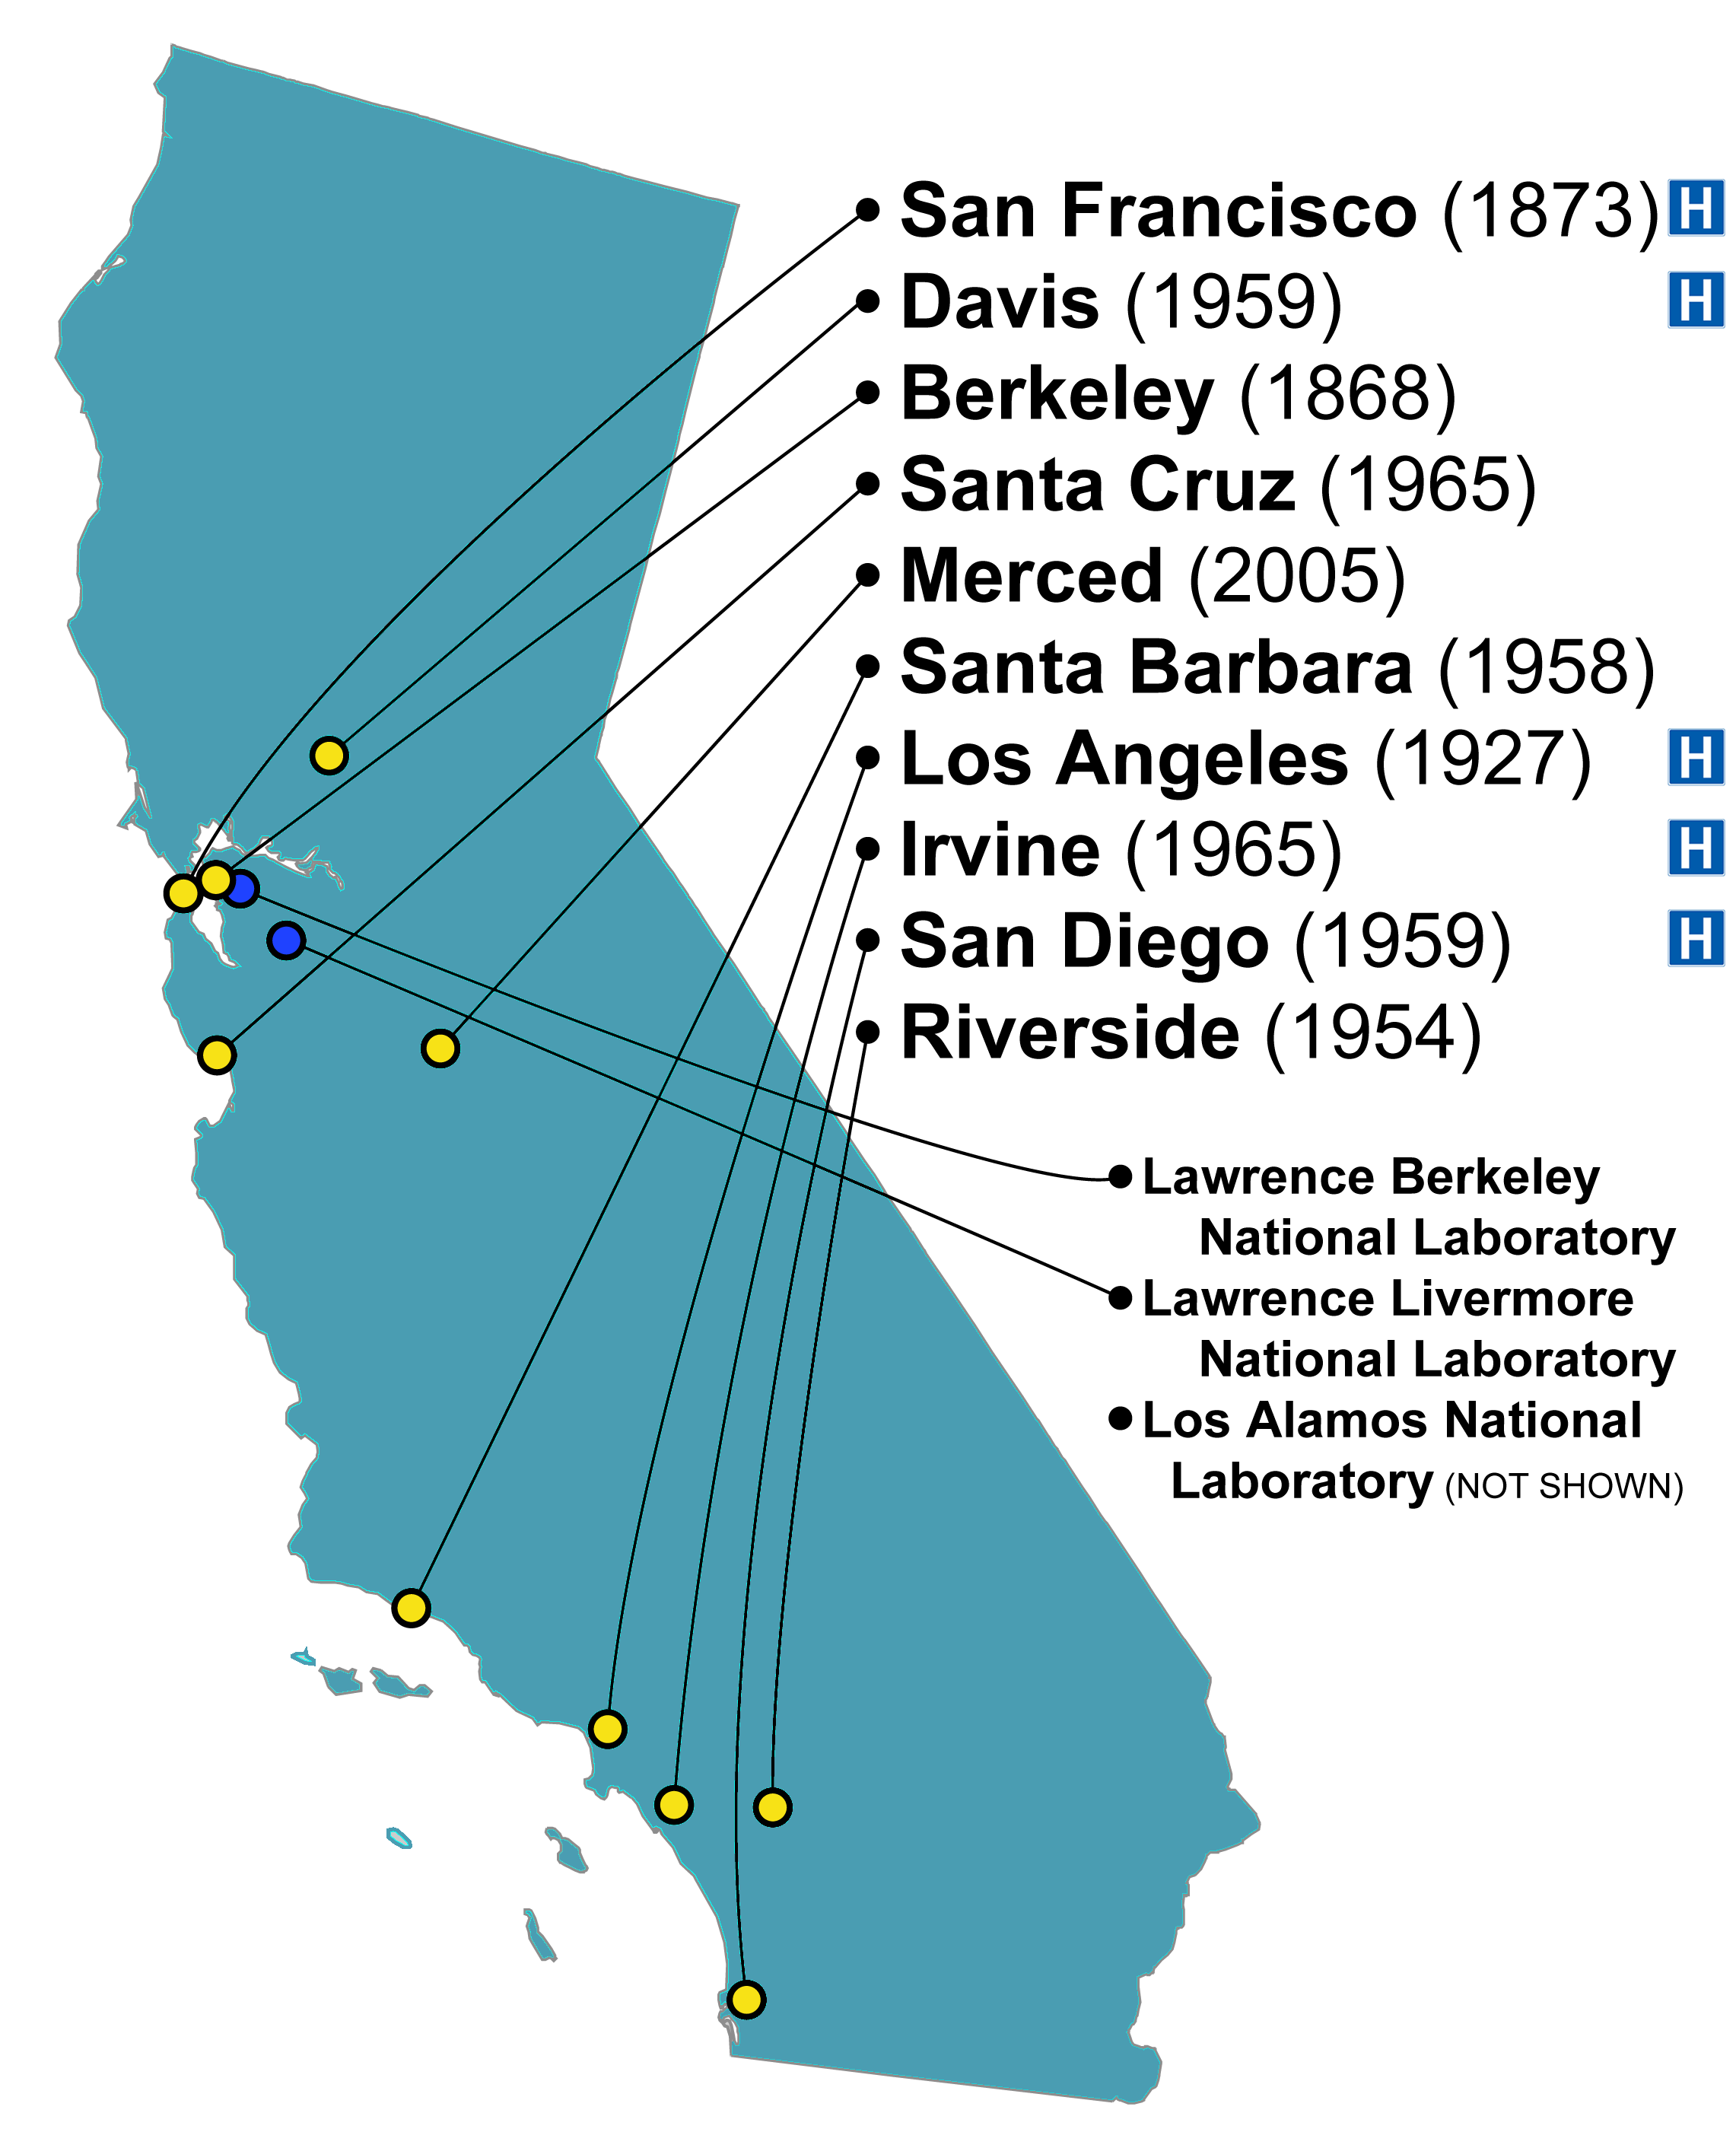 San Francisco (1873) H
Davis (1959) H
Berkeley (1868)
Santa Cruz (1965)
Merced (2005)
Santa Barbara (1958)
Los Angeles (1927) H
Irvine (1965) H
San Diego (1959) H
Riverside (1954)
Lawrence Berkeley
National Laboratory
Lawrence Livermore
National Laboratory
Los Alamos National
Laboratory (NOT SHOWN)